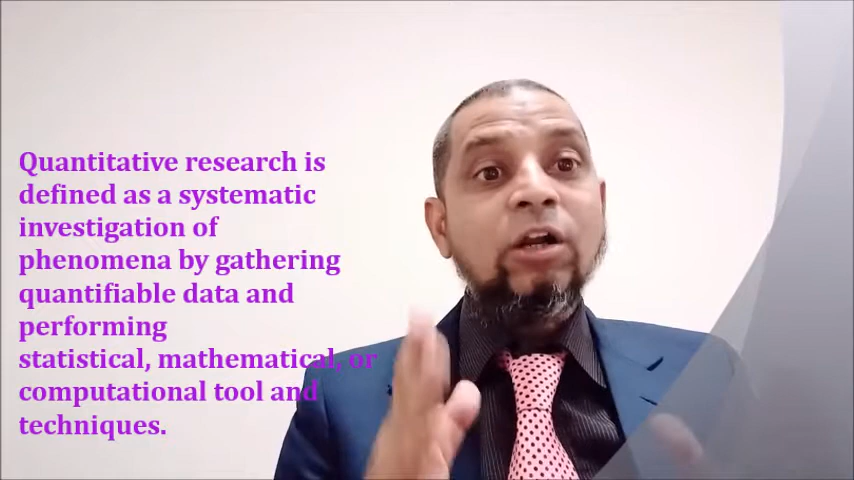 Quantitative research is
defined as a systematic
investigation of
phenomena by gathering
quantifiable data and
performing
statistical, mathematical, or
computational tool and
techniques.